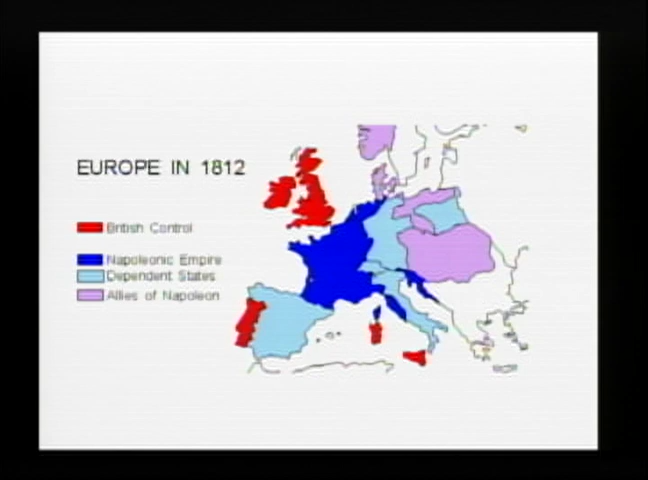 EUROPE IN 1812
British Control
Napoleonic Empire
Dependent States
Allies of Napoleon